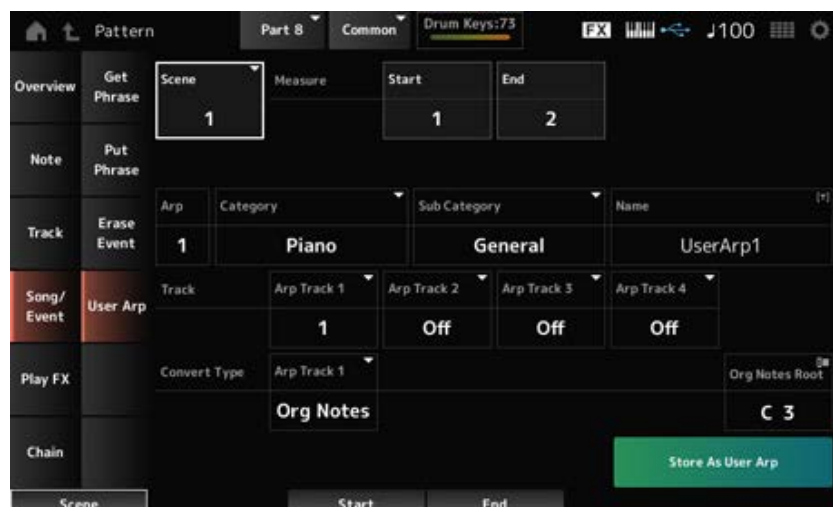 Pattern
Part 8
Common
Drum Keys:73
FX
♩100
Overview
Get
Phrase
Scene
1
Measure
Start
1
End
2
Note
Put
Phrase
Track
Erase
Event
Arp
1
Category
Piano
Sub Category
General
Name
UserArp1
Song/
Event
User Arp
Track
Arp Track 1
1
Arp Track 2
Off
Arp Track 3
Off
Arp Track 4
Off
Play FX
Convert Type
Arp Track 1
Org Notes
Org Notes Root
C 3
Chain
Store As User Arp
Scene
Start
End